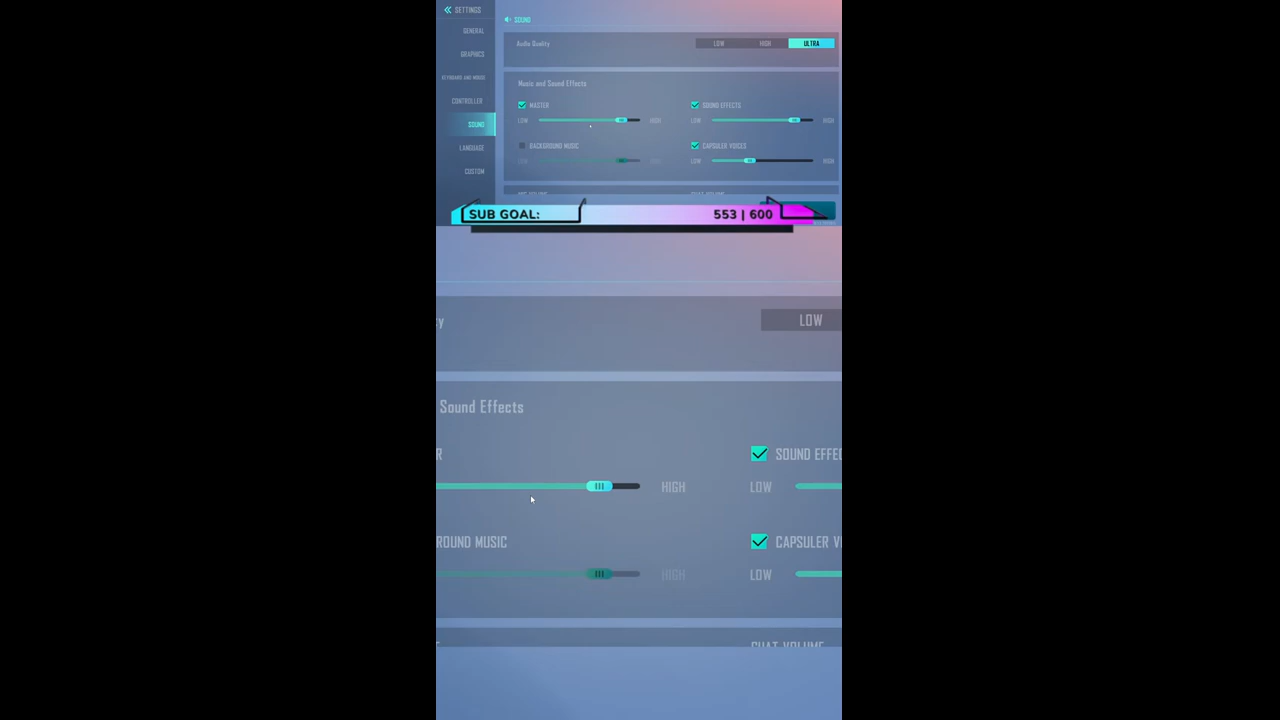 SETTINGS
GENERAL
GRAPHICS
KEYBOARD AND MOUSE
CONTROLLER
SOUND
LANGUAGE
CUSTOM
SOUND
Audio Quality
LOW HIGH ULTRA
Music and Sound Effects
MASTER
LOW HIGH
SOUND EFFECTS
LOW HIGH
BACKGROUND MUSIC
CAPSULER VOICES
LOW HIGH
CHAT VOLUME
SUB GOAL: 553 | 600
LOW
Sound Effects
R
SOUND EFFEC
HIGH
LOW
ROUND MUSIC
CAPSULER V
HIGH
LOW
CHAT VOLUME